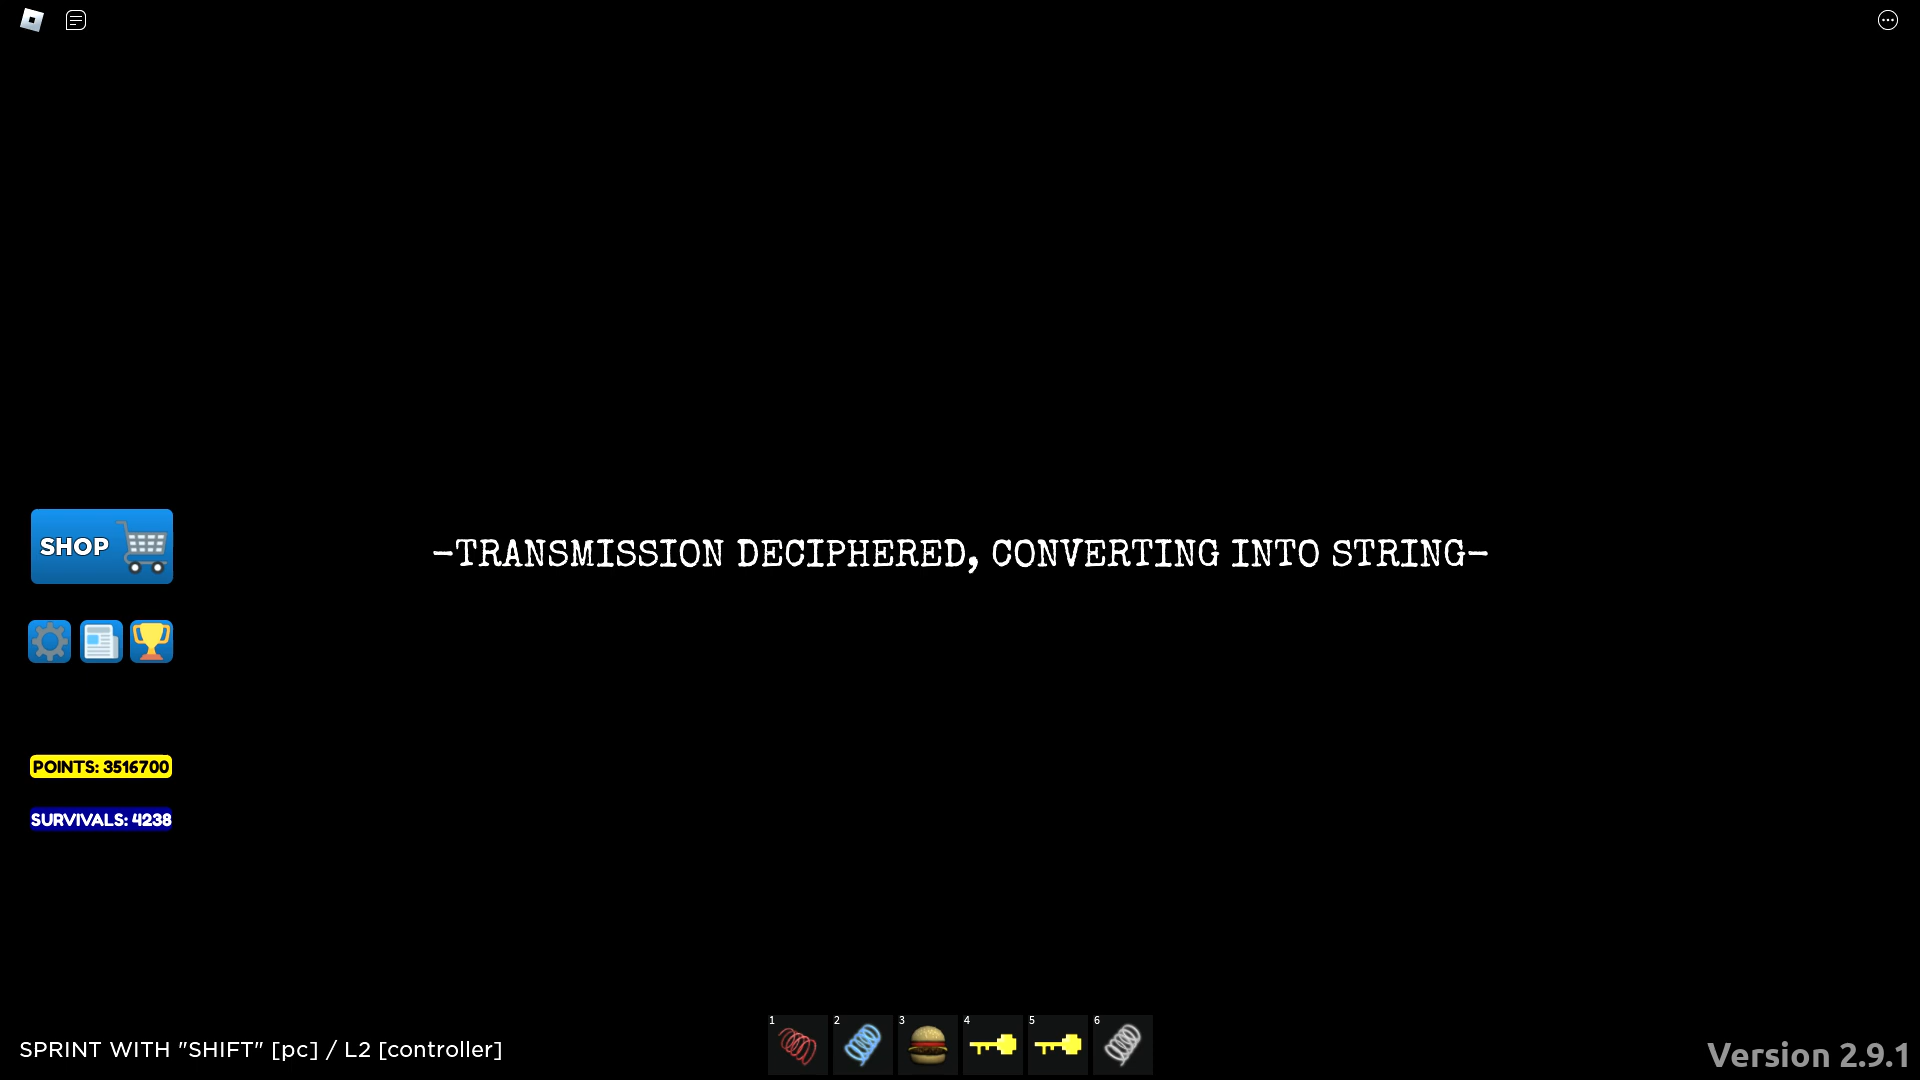 SHOP
-TRANSMISSION DECIPHERED, CONVERTING INTO STRING-
POINTS: 3516700
SURVIVALS: 4238
1 2 3 4 5 6
SPRINT WITH "SHIFT" [pc] / L2 [controller]
Version 2.9.1